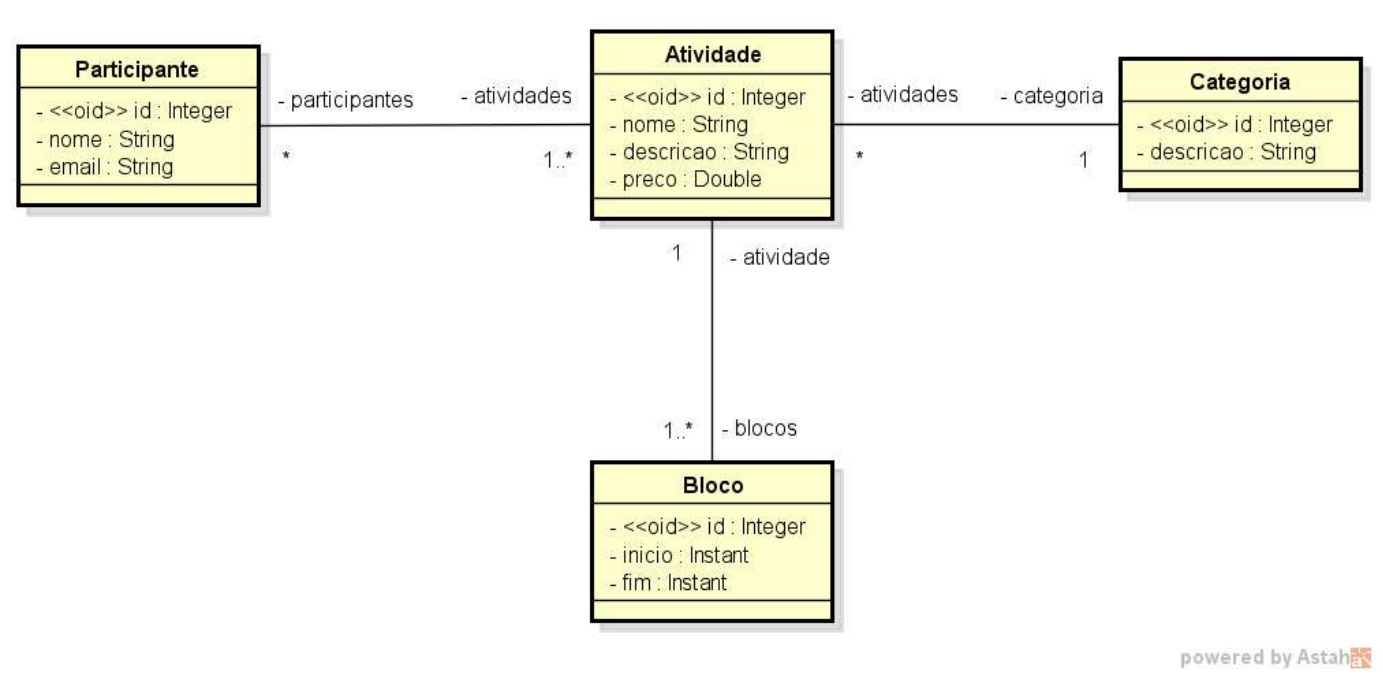 Participante
- <<oid>> id : Integer
- nome : String
- email : String
- participantes
*
- atividades
1..*
Atividade
- <<oid>> id : Integer
- nome : String
- descricao : String
- preco : Double
- atividades
*
- categoria
1
Categoria
- <<oid>> id : Integer
- descricao : String
1
- atividade
1..*
- blocos
Bloco
- <<oid>> id : Integer
- inicio : Instant
- fim : Instant
powered by Astah